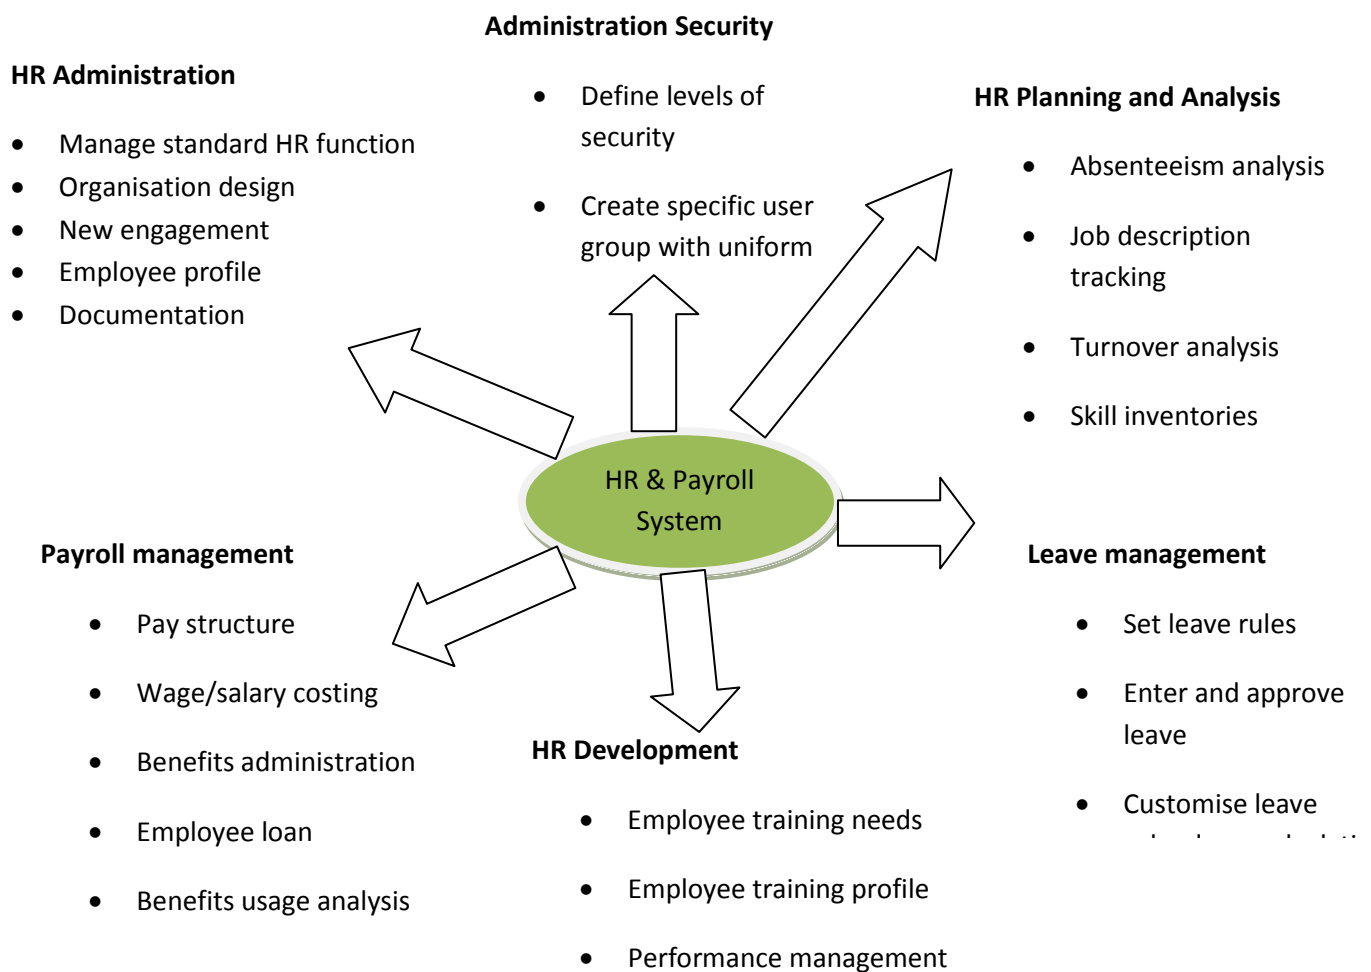 Administration Security
• Define levels of
security
• Create specific user
group with uniform
HR Administration
• Manage standard HR function
• Organisation design
• New engagement
• Employee profile
• Documentation
HR Planning and Analysis
• Absenteeism analysis
• Job description
tracking
• Turnover analysis
• Skill inventories
HR & Payroll
System
Payroll management
• Pay structure
• Wage/salary costing
• Benefits administration
• Employee loan
• Benefits usage analysis
HR Development
• Employee training needs
• Employee training profile
• Performance management
Leave management
• Set leave rules
• Enter and approve
leave
• Customise leave